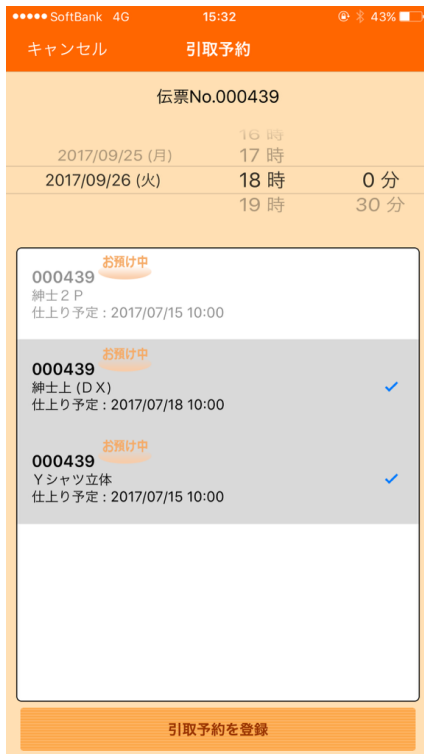 SoftBank 4G 15:32 43%
キャンセル 引取予約
伝票No.000439
16 時
2017/09/25 (月) 17 時
2017/09/26 (火) 18 時 0 分
19 時 30 分
お預け中
000439
紳士２Ｐ
仕上り予定 : 2017/07/15 10:00
お預け中
000439
紳士上 (ＤＸ)
仕上り予定 : 2017/07/18 10:00
お預け中
000439
Ｙシャツ立体
仕上り予定 : 2017/07/15 10:00
引取予約を登録